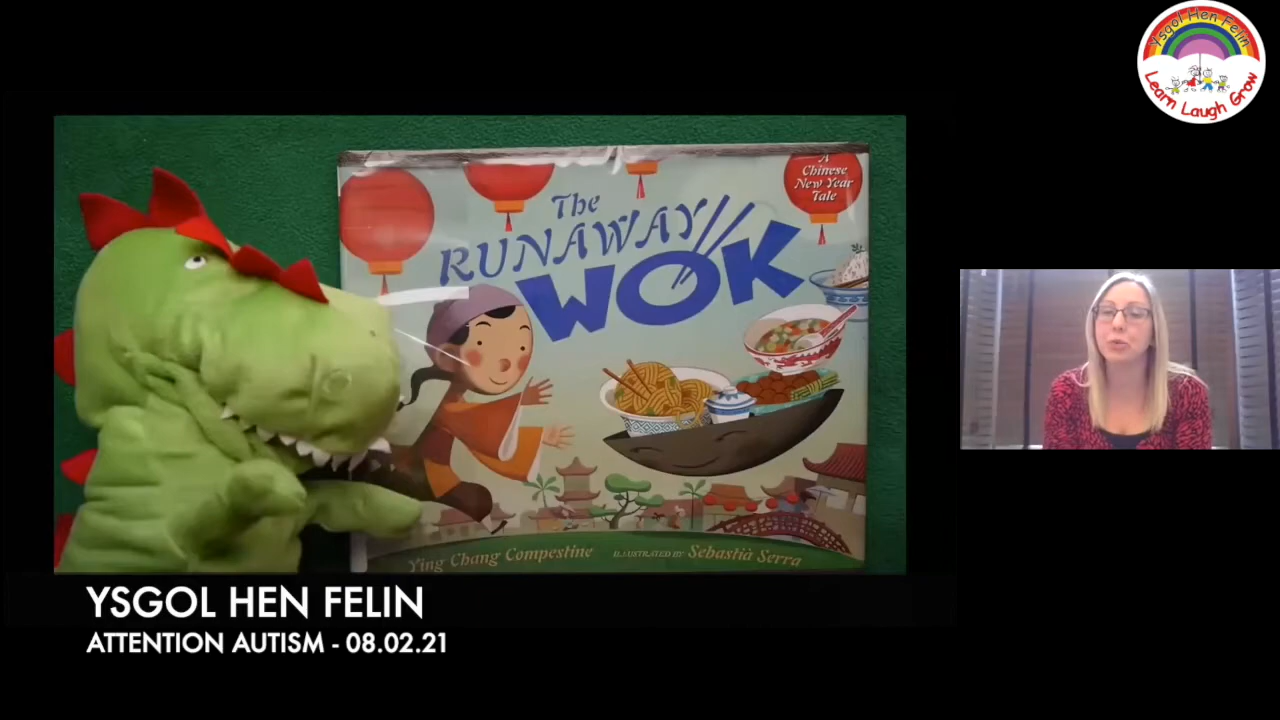 Ysgol Hen Felin
Learn Laugh Grow
A
Chinese
New Year
Tale
The
RUNAWAY
WOK
Ying Chang Compestine ILLUSTRATED BY Sebastià Serra
YSGOL HEN FELIN
ATTENTION AUTISM - 08.02.21